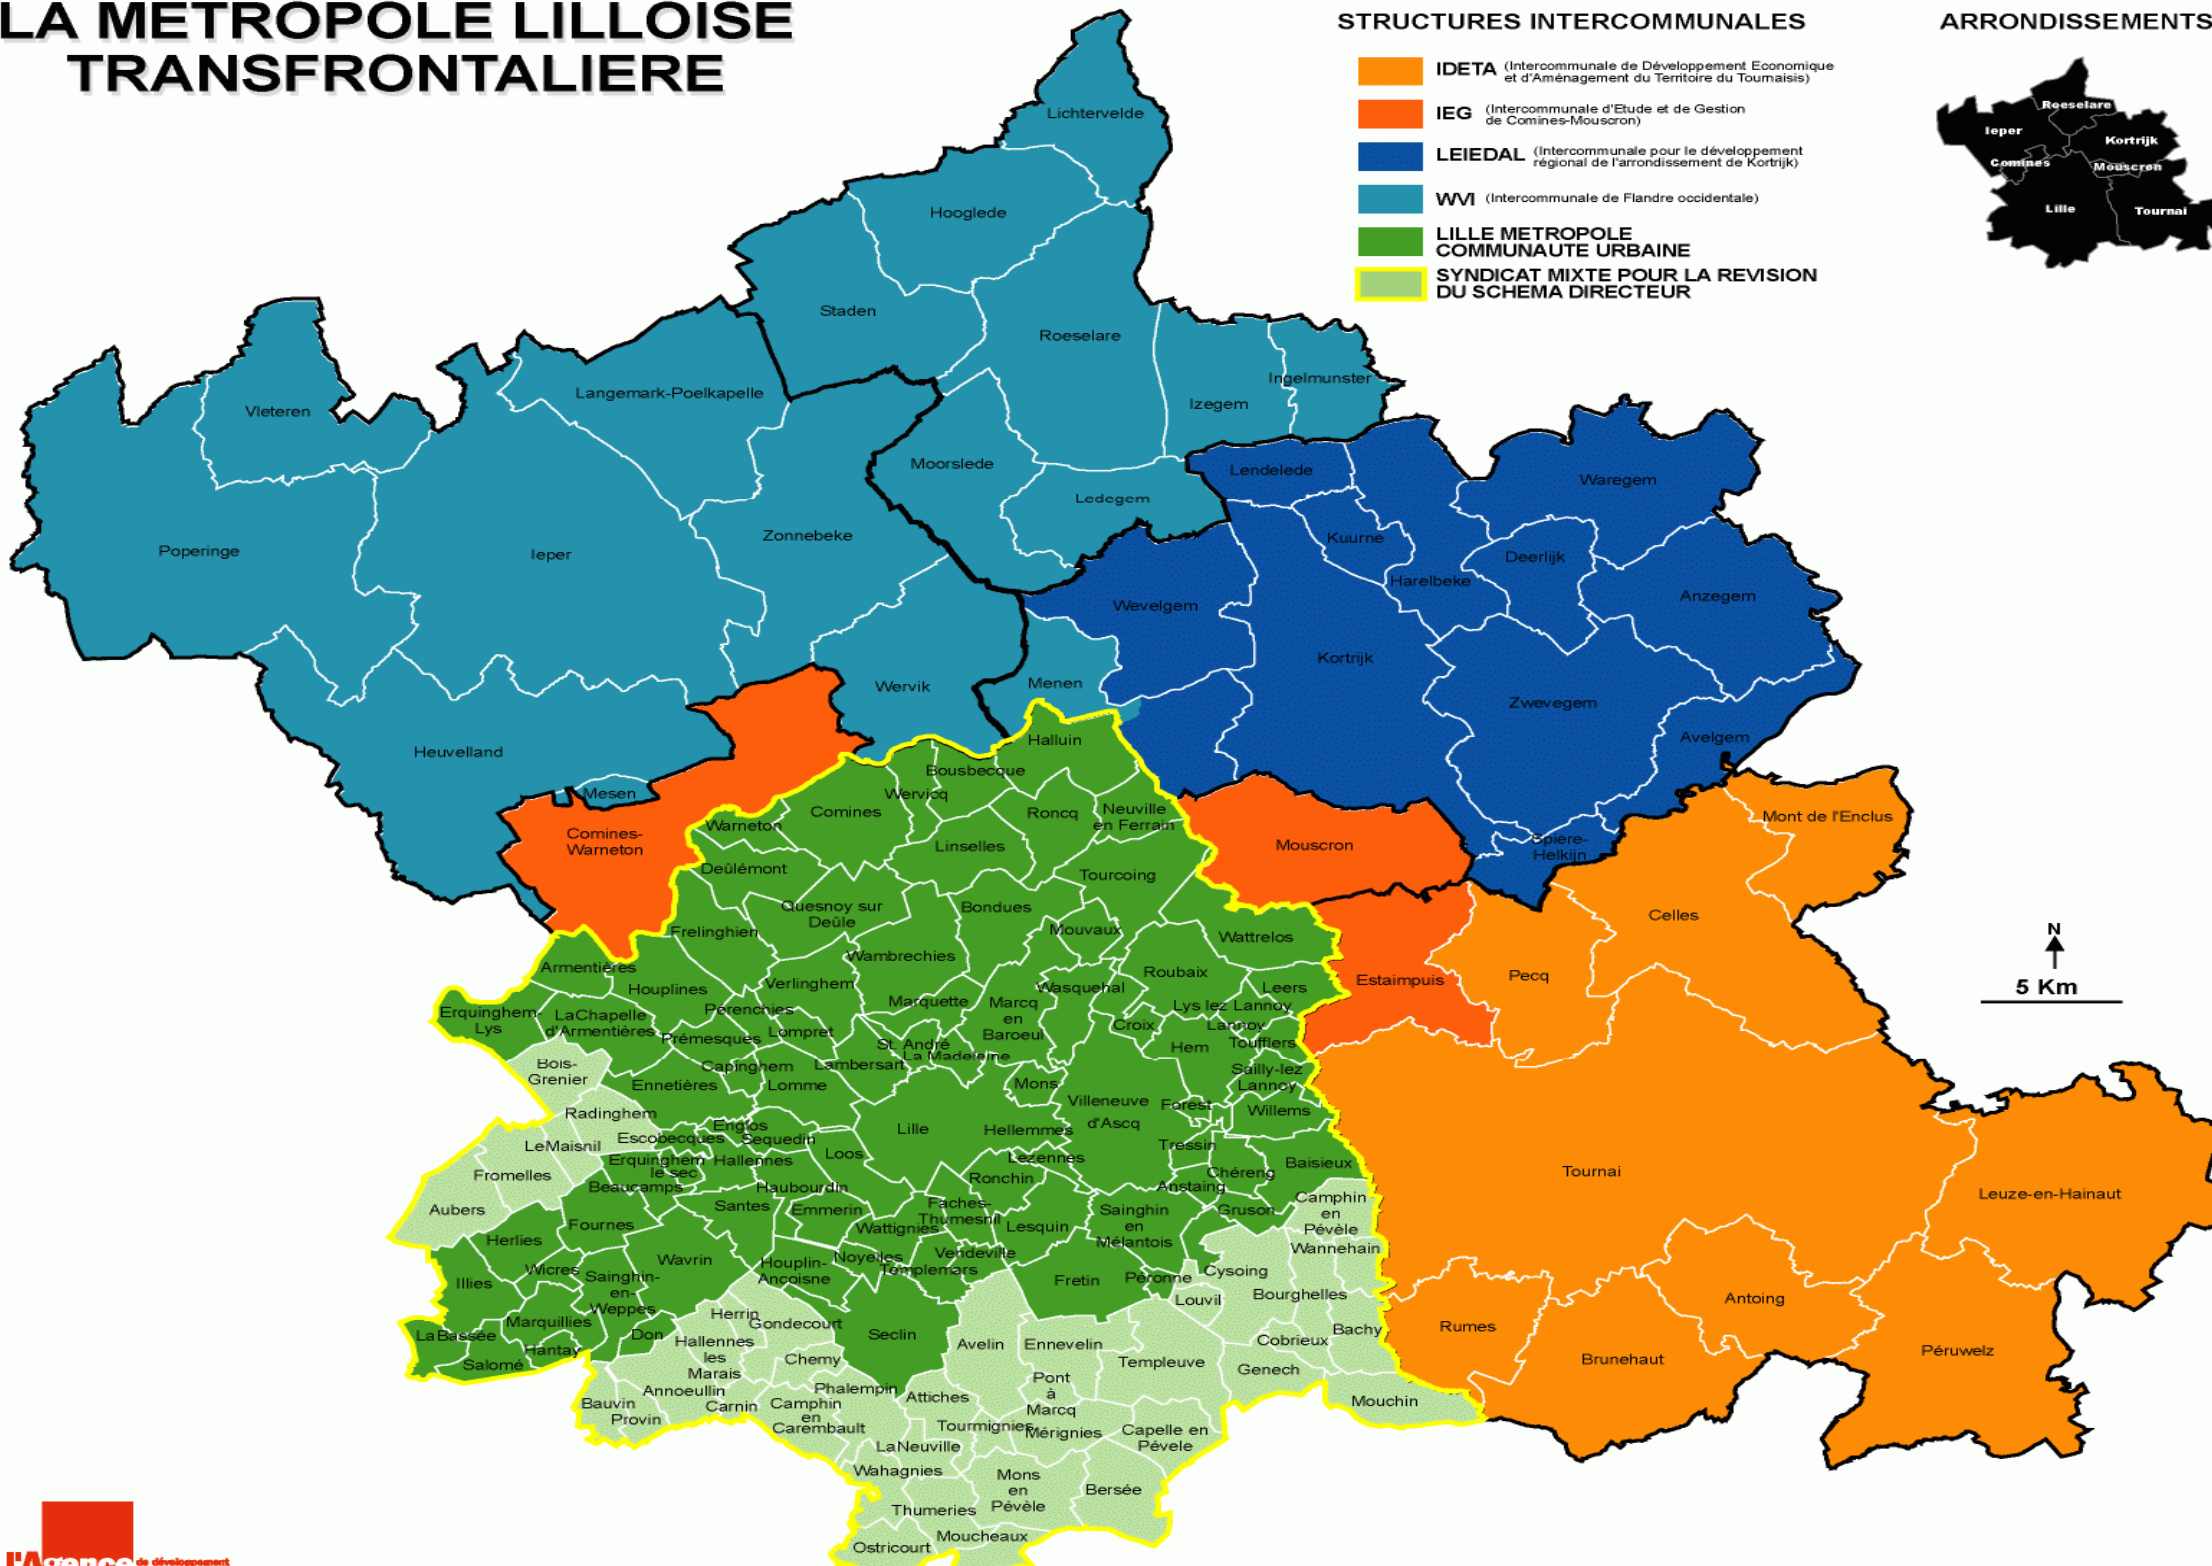 LA METROPOLE LILLOISE
TRANSFRONTALIERE
STRUCTURES INTERCOMMUNALES
IDETA (Intercommunale de Développement Economique
et d'Aménagement du Territoire du Tournaisis)
IEG (Intercommunale d'Etude et de Gestion
de Comines-Mouscron)
LEIEDAL (Intercommunale pour le développement
régional de l'arrondissement de Kortrijk)
WVI (Intercommunale de Flandre occidentale)
LILLE METROPOLE
COMMUNAUTE URBAINE
SYNDICAT MIXTE POUR LA REVISION
DU SCHEMA DIRECTEUR
ARRONDISSEMENTS
Roeselare
Ieper
Kortrijk
Comines
Mouscron
Lille
Tournai
Lichtervelde
Hooglede
Staden
Roeselare
Ingelmunster
Langemark-Poelkapelle
Izegem
Vleteren
Moorslede
Lendelede
Waregem
Ledegem
Zonnebeke
Kuurne
Poperinge
Ieper
Deerlijk
Harelbeke
Anzegem
Wevelgem
Kortrijk
Menen
Wervik
Zwevegem
Avelgem
Heuvelland
Halluin
Bousbecque
Mesen
Wervicq
Comines
Roncq
Neuville
en Ferrain
Mont de l'Enclus
Warneton
Comines-
Warneton
Linselles
Mouscron
Spiere-
Helkijn
Deûlémont
Tourcoing
Quesnoy sur
Deûle
Bondues
Celles
Frelinghien
Mouvaux
Wattrelos
N
Wambrechies
Armentières
Roubaix
Estaimpuis
Pecq
Houplines
Verlinghem
Wasquehal
Leers
5 Km
Pérenchies
Marquette
Marcq
en
Baroeul
Lys lez Lannoy
Erquinghem-
Lys
LaChapelle
d'Armentières
Prémesques
Lompret
Croix
Lannoy
St. André
La Madeleine
Hem
Toufflers
Bois-
Grenier
Capinghem
Lambersart
Sailly-lez
Lannoy
Ennetières
Lomme
Mons
Villeneuve
d'Ascq
Forest
Willems
Radinghem
Englos
Lille
Hellemmes
Escobecques
Sequedin
LeMaisnil
Loos
Tressin
Erquinghem
le sec
Hallennes
Lezennes
Baisieux
Fromelles
Ronchin
Chéreng
Tournai
Beaucamps
Haubourdin
Anstaing
Leuze-en-Hainaut
Aubers
Santes
Emmerin
Faches-
Thumesnil
Camphin
en
Pévèle
Sainghin
en
Mélantois
Gruson
Fournes
Wattignies
Lesquin
Herlies
Wannehain
Wavrin
Houplin-
Ancoisne
Noyelles
Vendeville
Templemars
Wicres
Illies
Sainghin-
en-
Weppes
Fretin
Péronne
Cysoing
Louvil
Bourghelles
Antoing
Marquillies
Herrin
Gondecourt
Rumes
LaBassée
Don
Hallennes
les
Marais
Seclin
Avelin
Ennevelin
Cobrieux
Bachy
Péruwelz
Hantay
Salomé
Chemy
Templeuve
Genech
Brunehaut
Annoeullin
Phalempin
Attiches
Pont
à
Marcq
Mouchin
Bauvin
Provin
Carnin
Camphin
en
Carembault
Tourmignies
Mérignies
Capelle en
Pévele
LaNeuville
Wahagnies
Mons
en
Pévèle
Bersée
Thumeries
Moucheaux
Ostricourt
l'Agence de développement